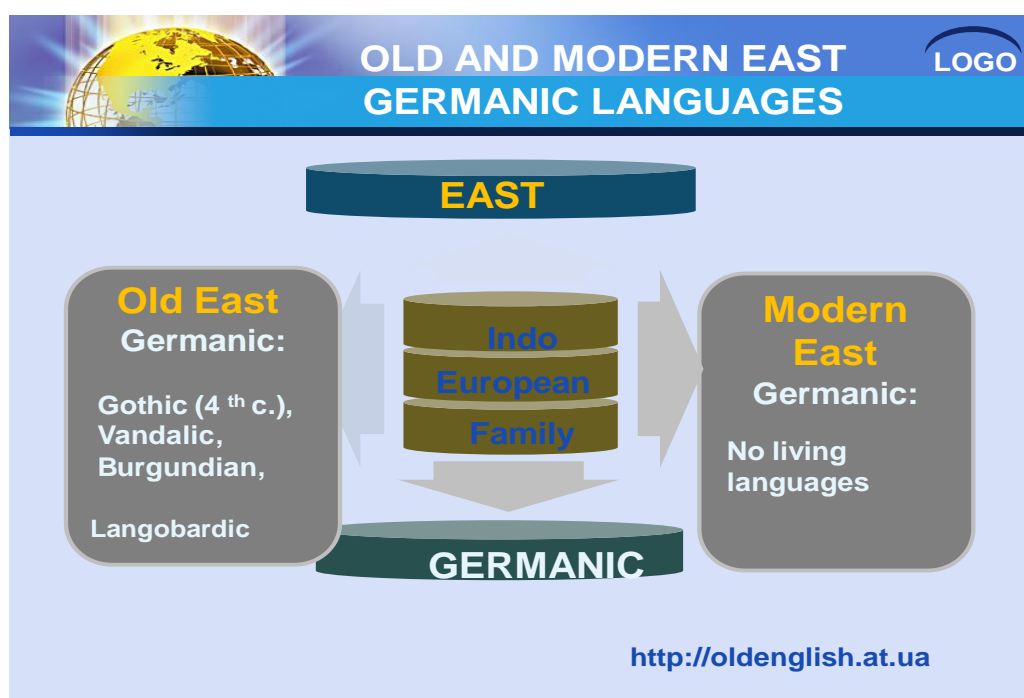 OLD AND MODERN EAST
GERMANIC LANGUAGES
LOGO
EAST
Old East
Germanic:
Gothic (4 th c.),
Vandalic,
Burgundian,
Langobardic
Indo
European
Family
Modern
East
Germanic:
No living
languages
GERMANIC
http://oldenglish.at.ua